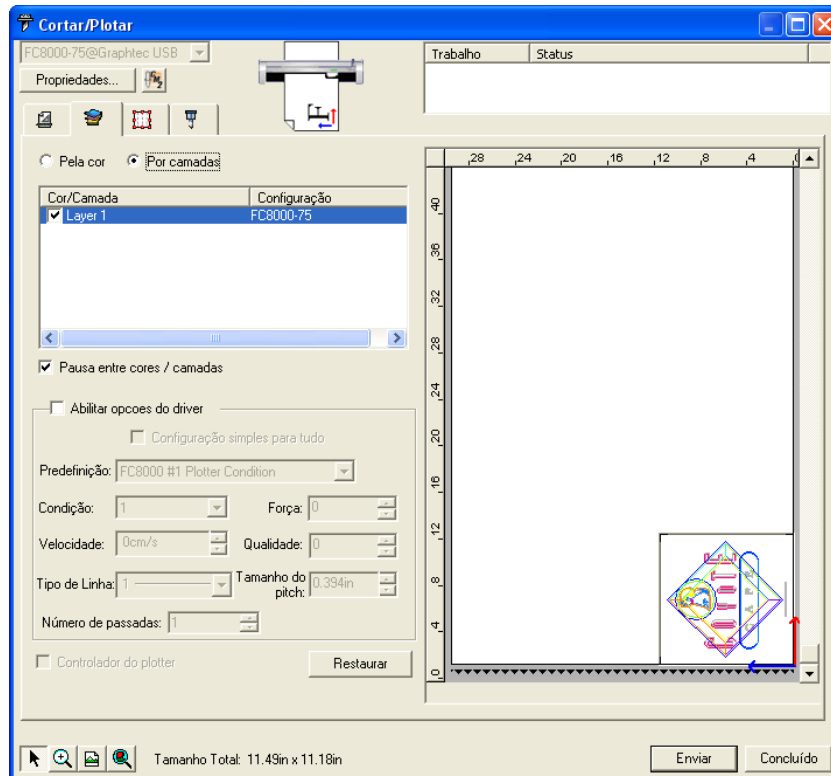 Cortar/Plotar
FC8000-75@Graphtec USB
Propriedades...
Trabalho Status
Pela cor Por camadas
Cor/Camada Configuração
Layer 1 FC8000-75
Pausa entre cores / camadas
Abilitar opcoes do driver
Configuração simples para tudo
Predefinição: FC8000 #1 Plotter Condition
Condição: 1 Força: 0
Velocidade: 0cm/s Qualidade: 0
Tipo de Linha: 1 Tamanho do pitch: 0.394in
Número de passadas: 1
Controlador do plotter Restaurar
28 24 20 16 12 8 4 0
40
36
32
28
24
20
16
12
8
4
0
COYOTE
CAFE
Tamanho Total: 11.49in x 11.18in
Enviar Concluído